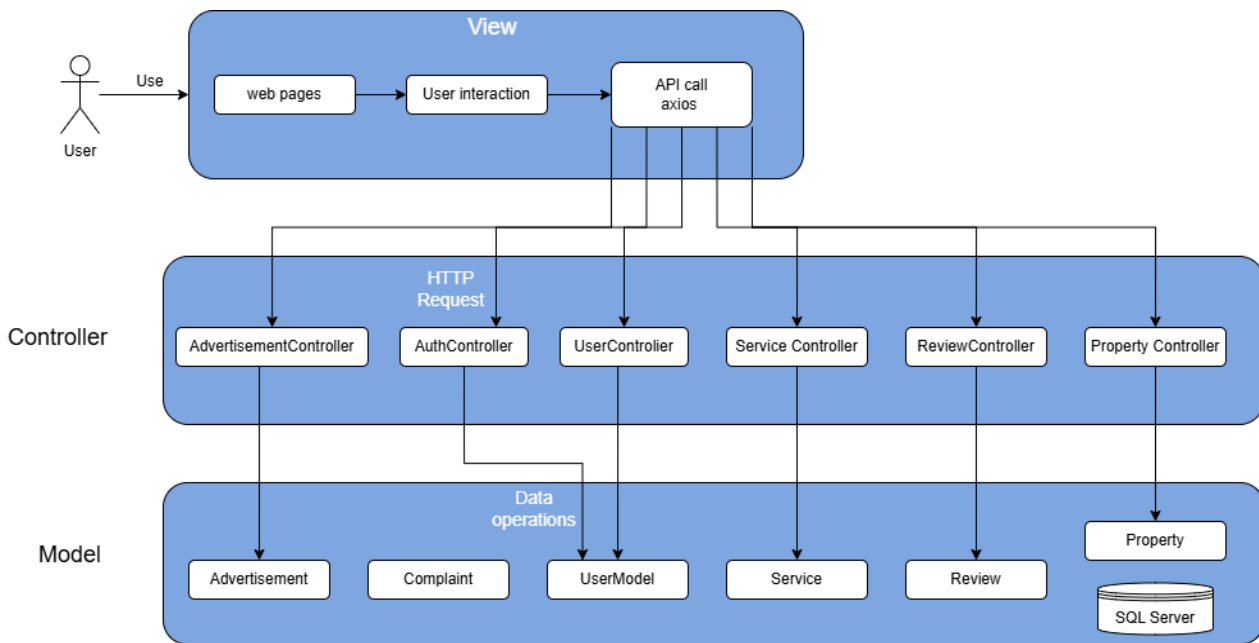 View
Use
web pages
User interaction
API call
axios
User
HTTP
Request
Controller
AdvertisementController
AuthController
UserControlier
Service Controller
ReviewController
Property Controller
Data
operations
Model
Property
Advertisement
Complaint
UserModel
Service
Review
SQL Server